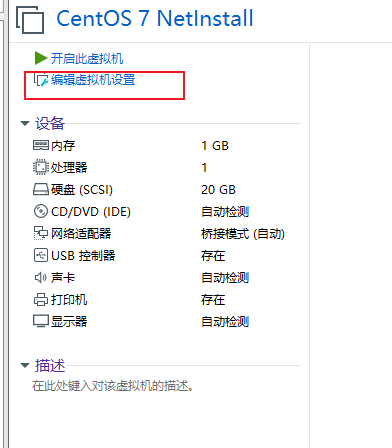 CentOS 7 NetInstall
开启此虚拟机
编辑虚拟机设置
设备
内存 1 GB
处理器 1
硬盘 (SCSI) 20 GB
CD/DVD (IDE) 自动检测
网络适配器 桥接模式 (自动)
USB 控制器 存在
声卡 自动检测
打印机 存在
显示器 自动检测
描述
在此处键入对该虚拟机的描述。